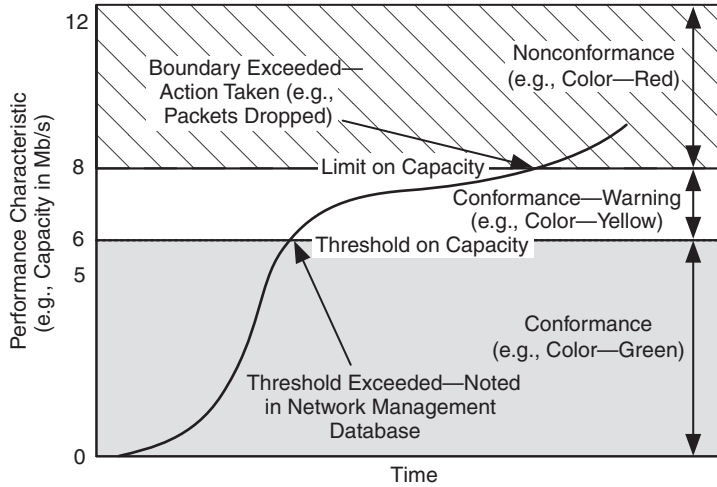 12
Nonconformance
(e.g., Color—Red)
Boundary Exceeded—
Action Taken (e.g.,
Packets Dropped)
8
Limit on Capacity
Conformance—Warning
(e.g., Color—Yellow)
6
Threshold on Capacity
5
Performance Characteristic
(e.g., Capacity in Mb/s)
Conformance
(e.g., Color—Green)
Threshold Exceeded—Noted
in Network Management
Database
0
Time